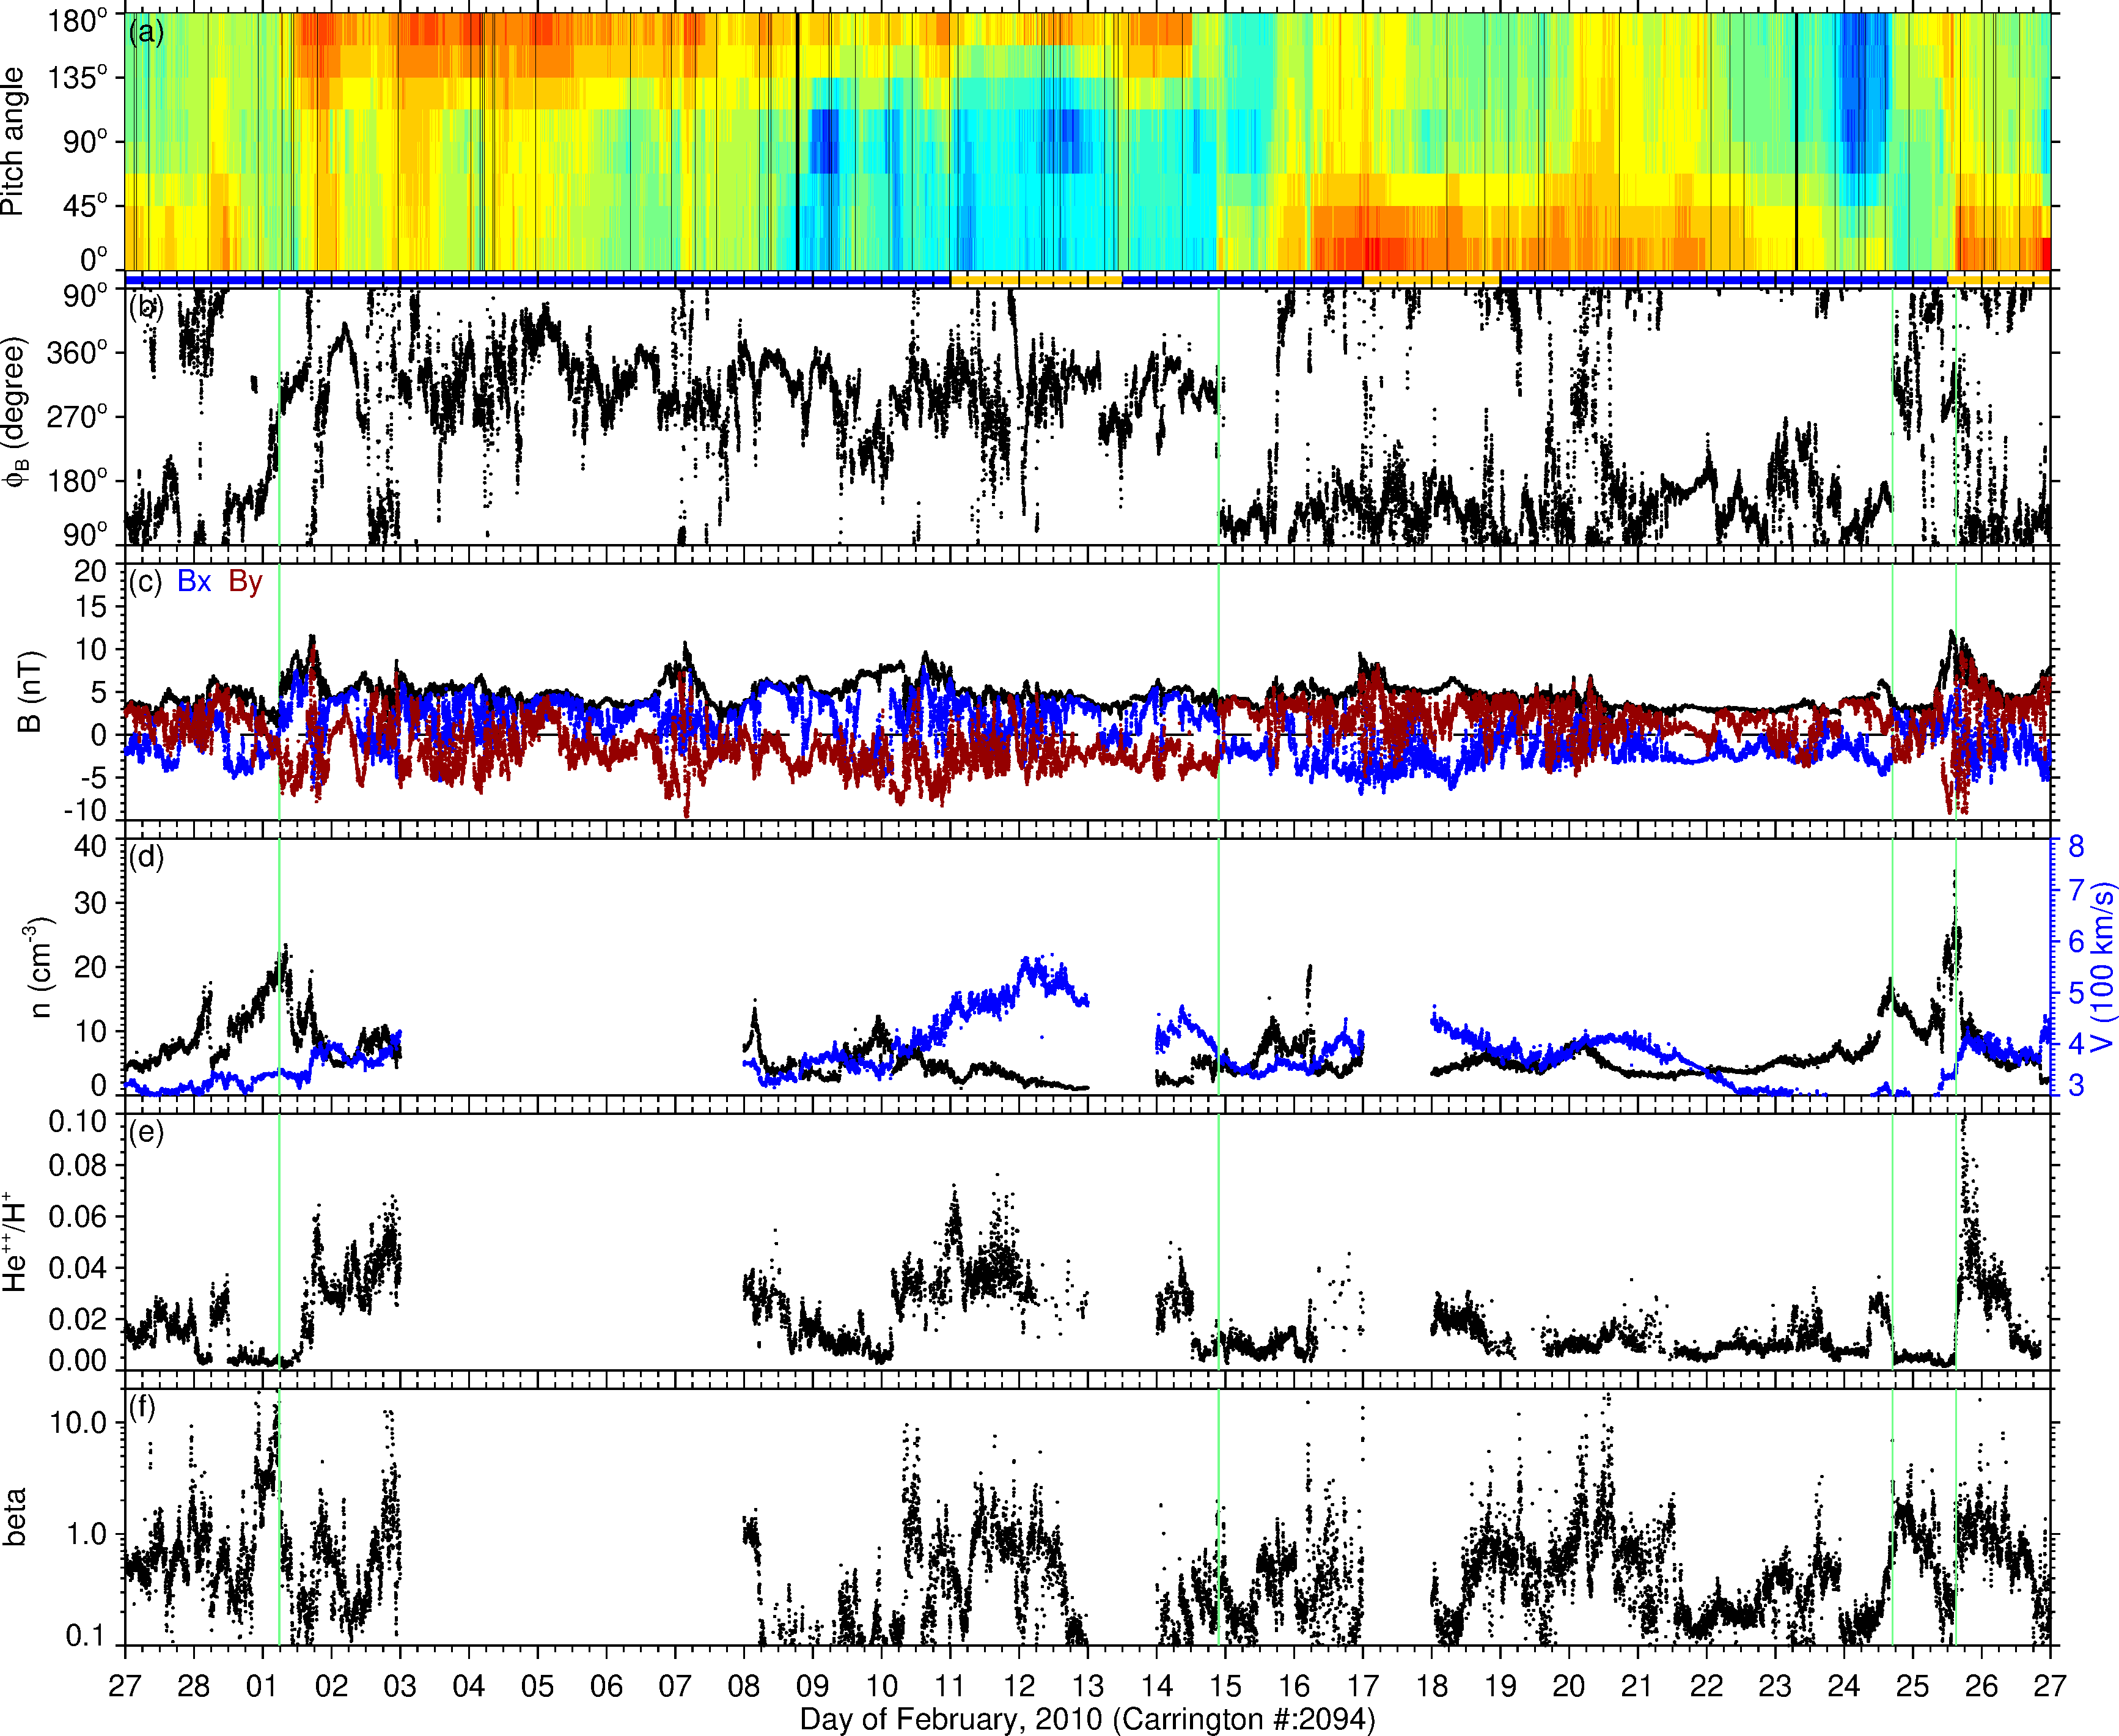 (a)
180°
135°
90°
45°
0°
Pitch angle
(b)
90°
360°
270°
180°
90°
ϕB (degree)
(c) Bx By
20
15
10
5
0
-5
-10
B (nT)
(d)
40
30
20
10
0
n (cm-3)
8
7
6
5
4
3
V (100 km/s)
(e)
0.10
0.08
0.06
0.04
0.02
0.00
He++/H+
(f)
10.0
1.0
0.1
beta
27 28 01 02 03 04 05 06 07 08 09 10 11 12 13 14 15 16 17 18 19 20 21 22 23 24 25 26 27
Day of February, 2010 (Carrington #:2094)